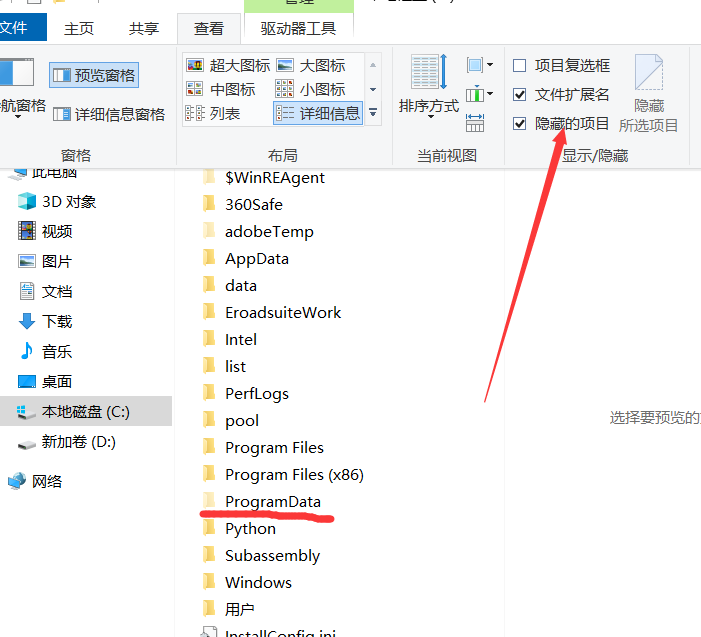 文件 主页 共享 查看 驱动器工具
预览窗格
详细信息窗格
超大图标 大图标
中图标 小图标
列表 详细信息
排序方式
项目复选框
文件扩展名
隐藏的项目
隐藏
所选项目
窗格 布局 当前视图 显示/隐藏
此电脑
3D 对象
视频
图片
文档
下载
音乐
桌面
本地磁盘 (C:)
新加卷 (D:)
网络
$WinREAgent
360Safe
adobeTemp
AppData
data
EroadsuiteWork
Intel
list
PerfLogs
pool
Program Files
Program Files (x86)
ProgramData
Python
Subassembly
Windows
用户
InstallConfig.ini
选择要预览的